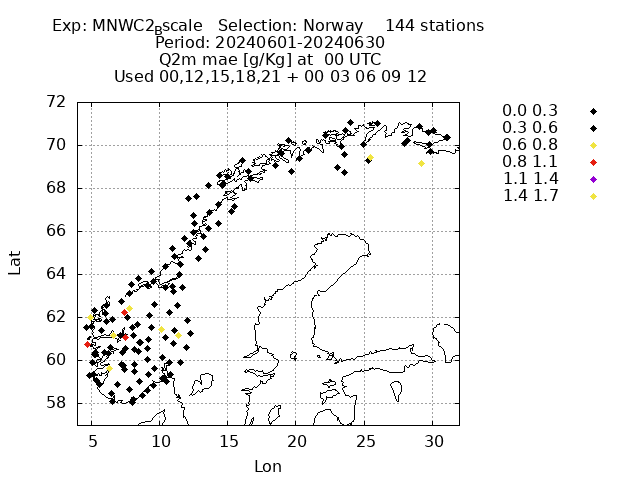 Exp: MNWC2_Bscale   Selection: Norway    144 stations
Period: 20240601-20240630
Q2m mae [g/Kg] at  00 UTC
Used 00,12,15,18,21 + 00 03 06 09 12
72
70
68
66
64
62
60
58
5 10 15 20 25 30
Lat
Lon
0.0 0.3
0.3 0.6
0.6 0.8
0.8 1.1
1.1 1.4
1.4 1.7